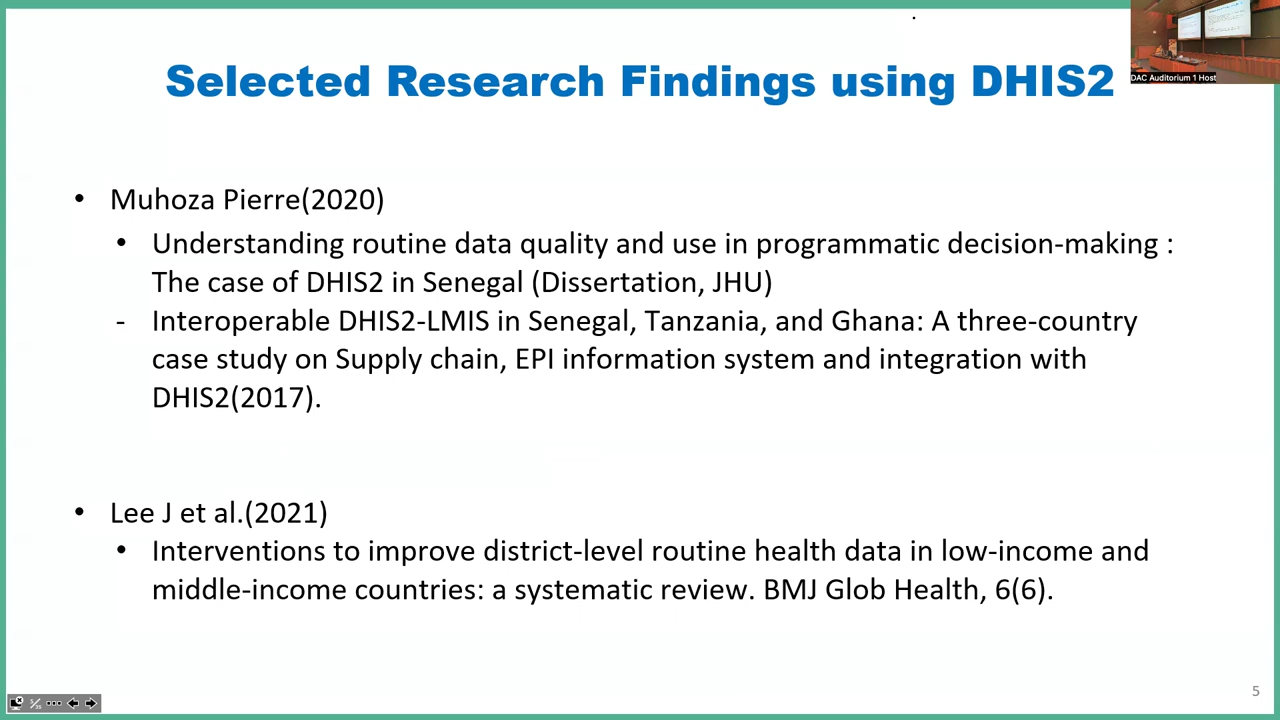 Selected Research Findings using DHIS2
DAC Auditorium 1 Host
• Muhoza Pierre(2020)
• Understanding routine data quality and use in programmatic decision-making :
The case of DHIS2 in Senegal (Dissertation, JHU)
- Interoperable DHIS2-LMIS in Senegal, Tanzania, and Ghana: A three-country
case study on Supply chain, EPI information system and integration with
DHIS2(2017).
• Lee J et al.(2021)
• Interventions to improve district-level routine health data in low-income and
middle-income countries: a systematic review. BMJ Glob Health, 6(6).
5